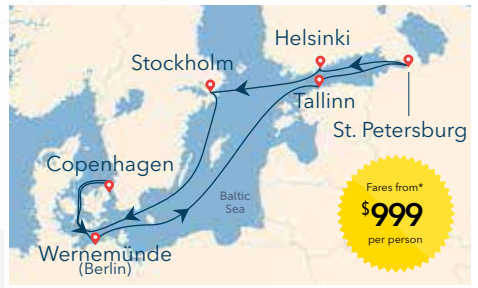 Helsinki
Stockholm
Tallinn
St. Petersburg
Copenhagen
Baltic
Sea
Fares from*
$999
per person
Wernemünde
(Berlin)